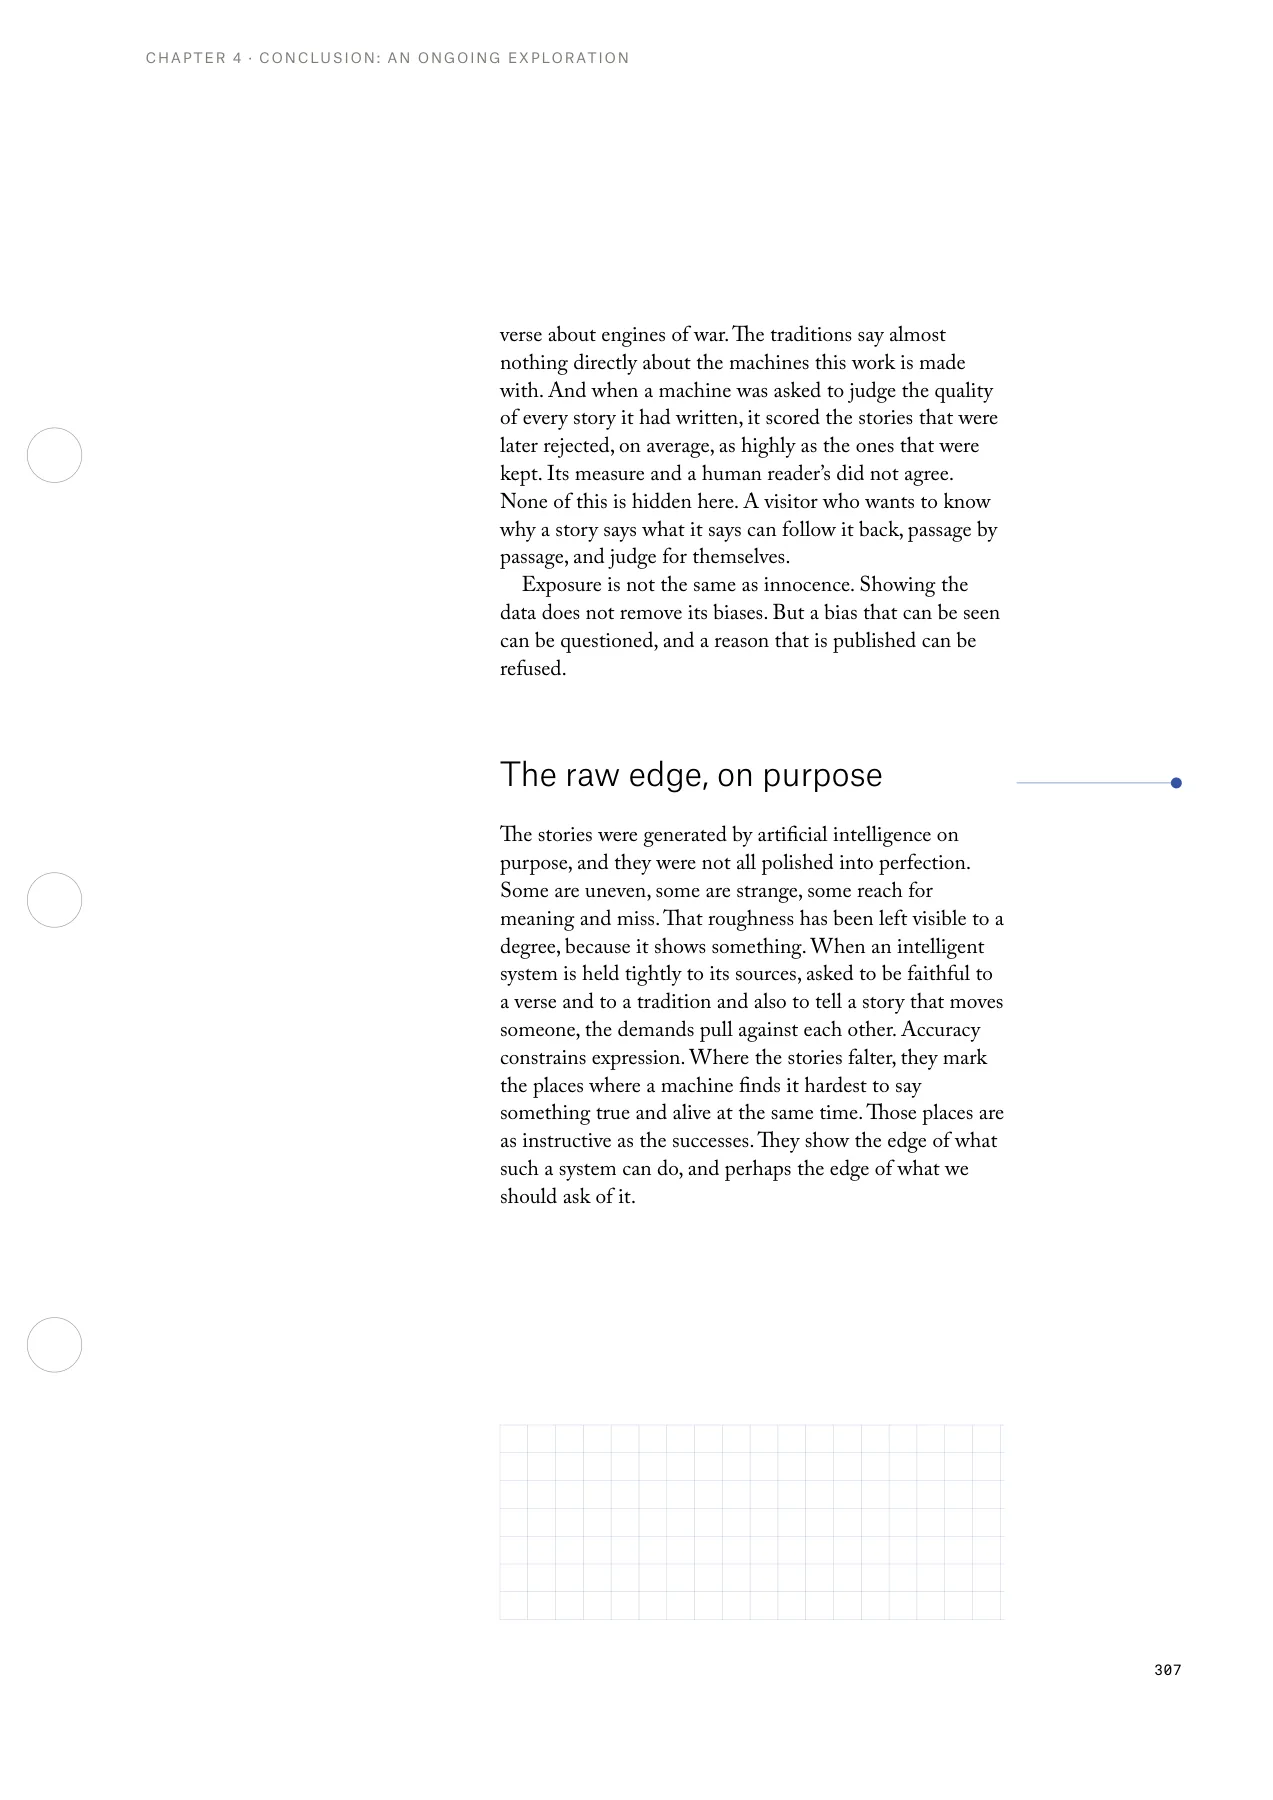 CHAPTER 4 · CONCLUSION: AN ONGOING EXPLORATION
verse about engines of war. The traditions say almost
nothing directly about the machines this work is made
with. And when a machine was asked to judge the quality
of every story it had written, it scored the stories that were
later rejected, on average, as highly as the ones that were
kept. Its measure and a human reader’s did not agree.
None of this is hidden here. A visitor who wants to know
why a story says what it says can follow it back, passage by
passage, and judge for themselves.
Exposure is not the same as innocence. Showing the
data does not remove its biases. But a bias that can be seen
can be questioned, and a reason that is published can be
refused.
The raw edge, on purpose
The stories were generated by artificial intelligence on
purpose, and they were not all polished into perfection.
Some are uneven, some are strange, some reach for
meaning and miss. That roughness has been left visible to a
degree, because it shows something. When an intelligent
system is held tightly to its sources, asked to be faithful to
a verse and to a tradition and also to tell a story that moves
someone, the demands pull against each other. Accuracy
constrains expression. Where the stories falter, they mark
the places where a machine finds it hardest to say
something true and alive at the same time. Those places are
as instructive as the successes. They show the edge of what
such a system can do, and perhaps the edge of what we
should ask of it.
307